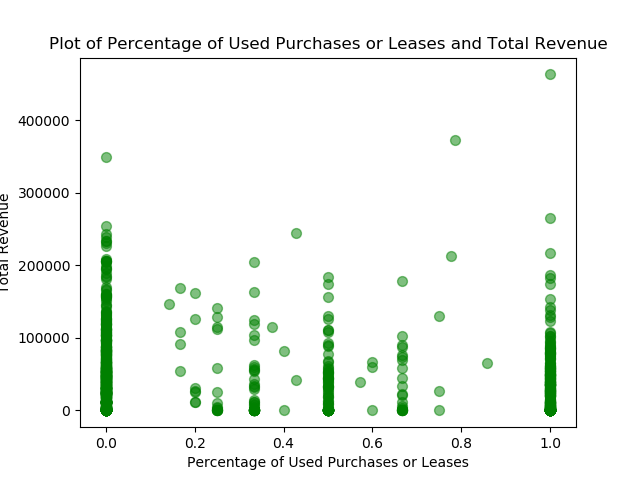 Plot of Percentage of Used Purchases or Leases and Total Revenue
400000
300000
200000
100000
0
Total Revenue
0.0 0.2 0.4 0.6 0.8 1.0
Percentage of Used Purchases or Leases